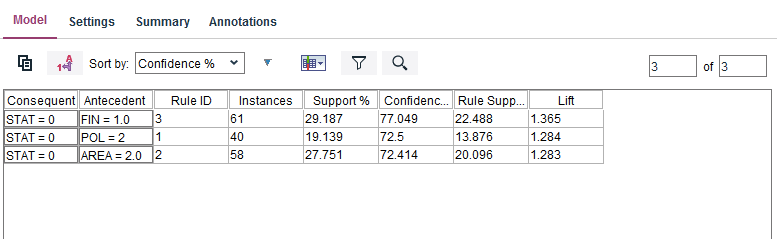 Model Settings Summary Annotations
Sort by: Confidence % 3 of 3
Consequent Antecedent Rule ID Instances Support % Confidenc... Rule Supp... Lift
STAT = 0 FIN = 1.0 3 61 29.187 77.049 22.488 1.365
STAT = 0 POL = 2 1 40 19.139 72.5 13.876 1.284
STAT = 0 AREA = 2.0 2 58 27.751 72.414 20.096 1.283